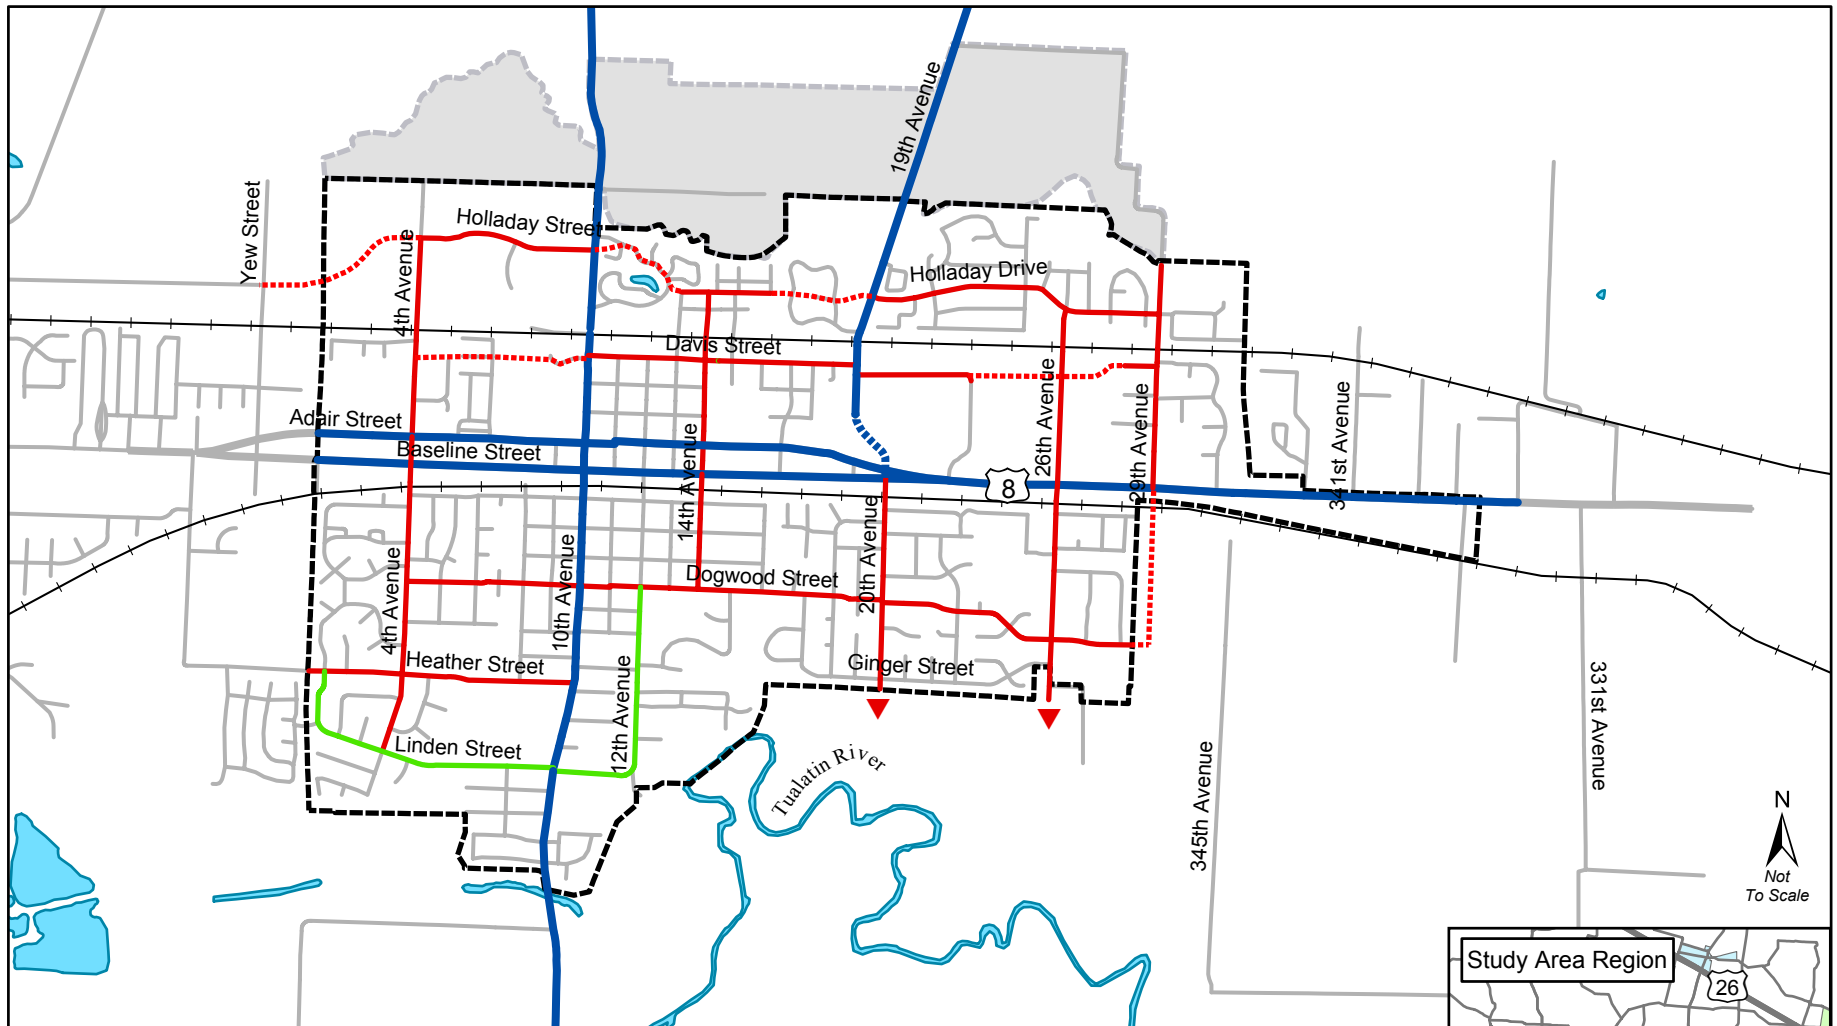 19th Avenue
Yew Street
Holladay Street
4th Avenue
Holladay Drive
Davis Street
Adair Street
Baseline Street
14th Avenue
26th Avenue
29th Avenue
341st Avenue
8
10th Avenue
4th Avenue
Dogwood Street
20th Avenue
Heather Street
12th Avenue
Ginger Street
Linden Street
Tualatin River
345th Avenue
331st Avenue
N
Not
To Scale
Study Area Region
26